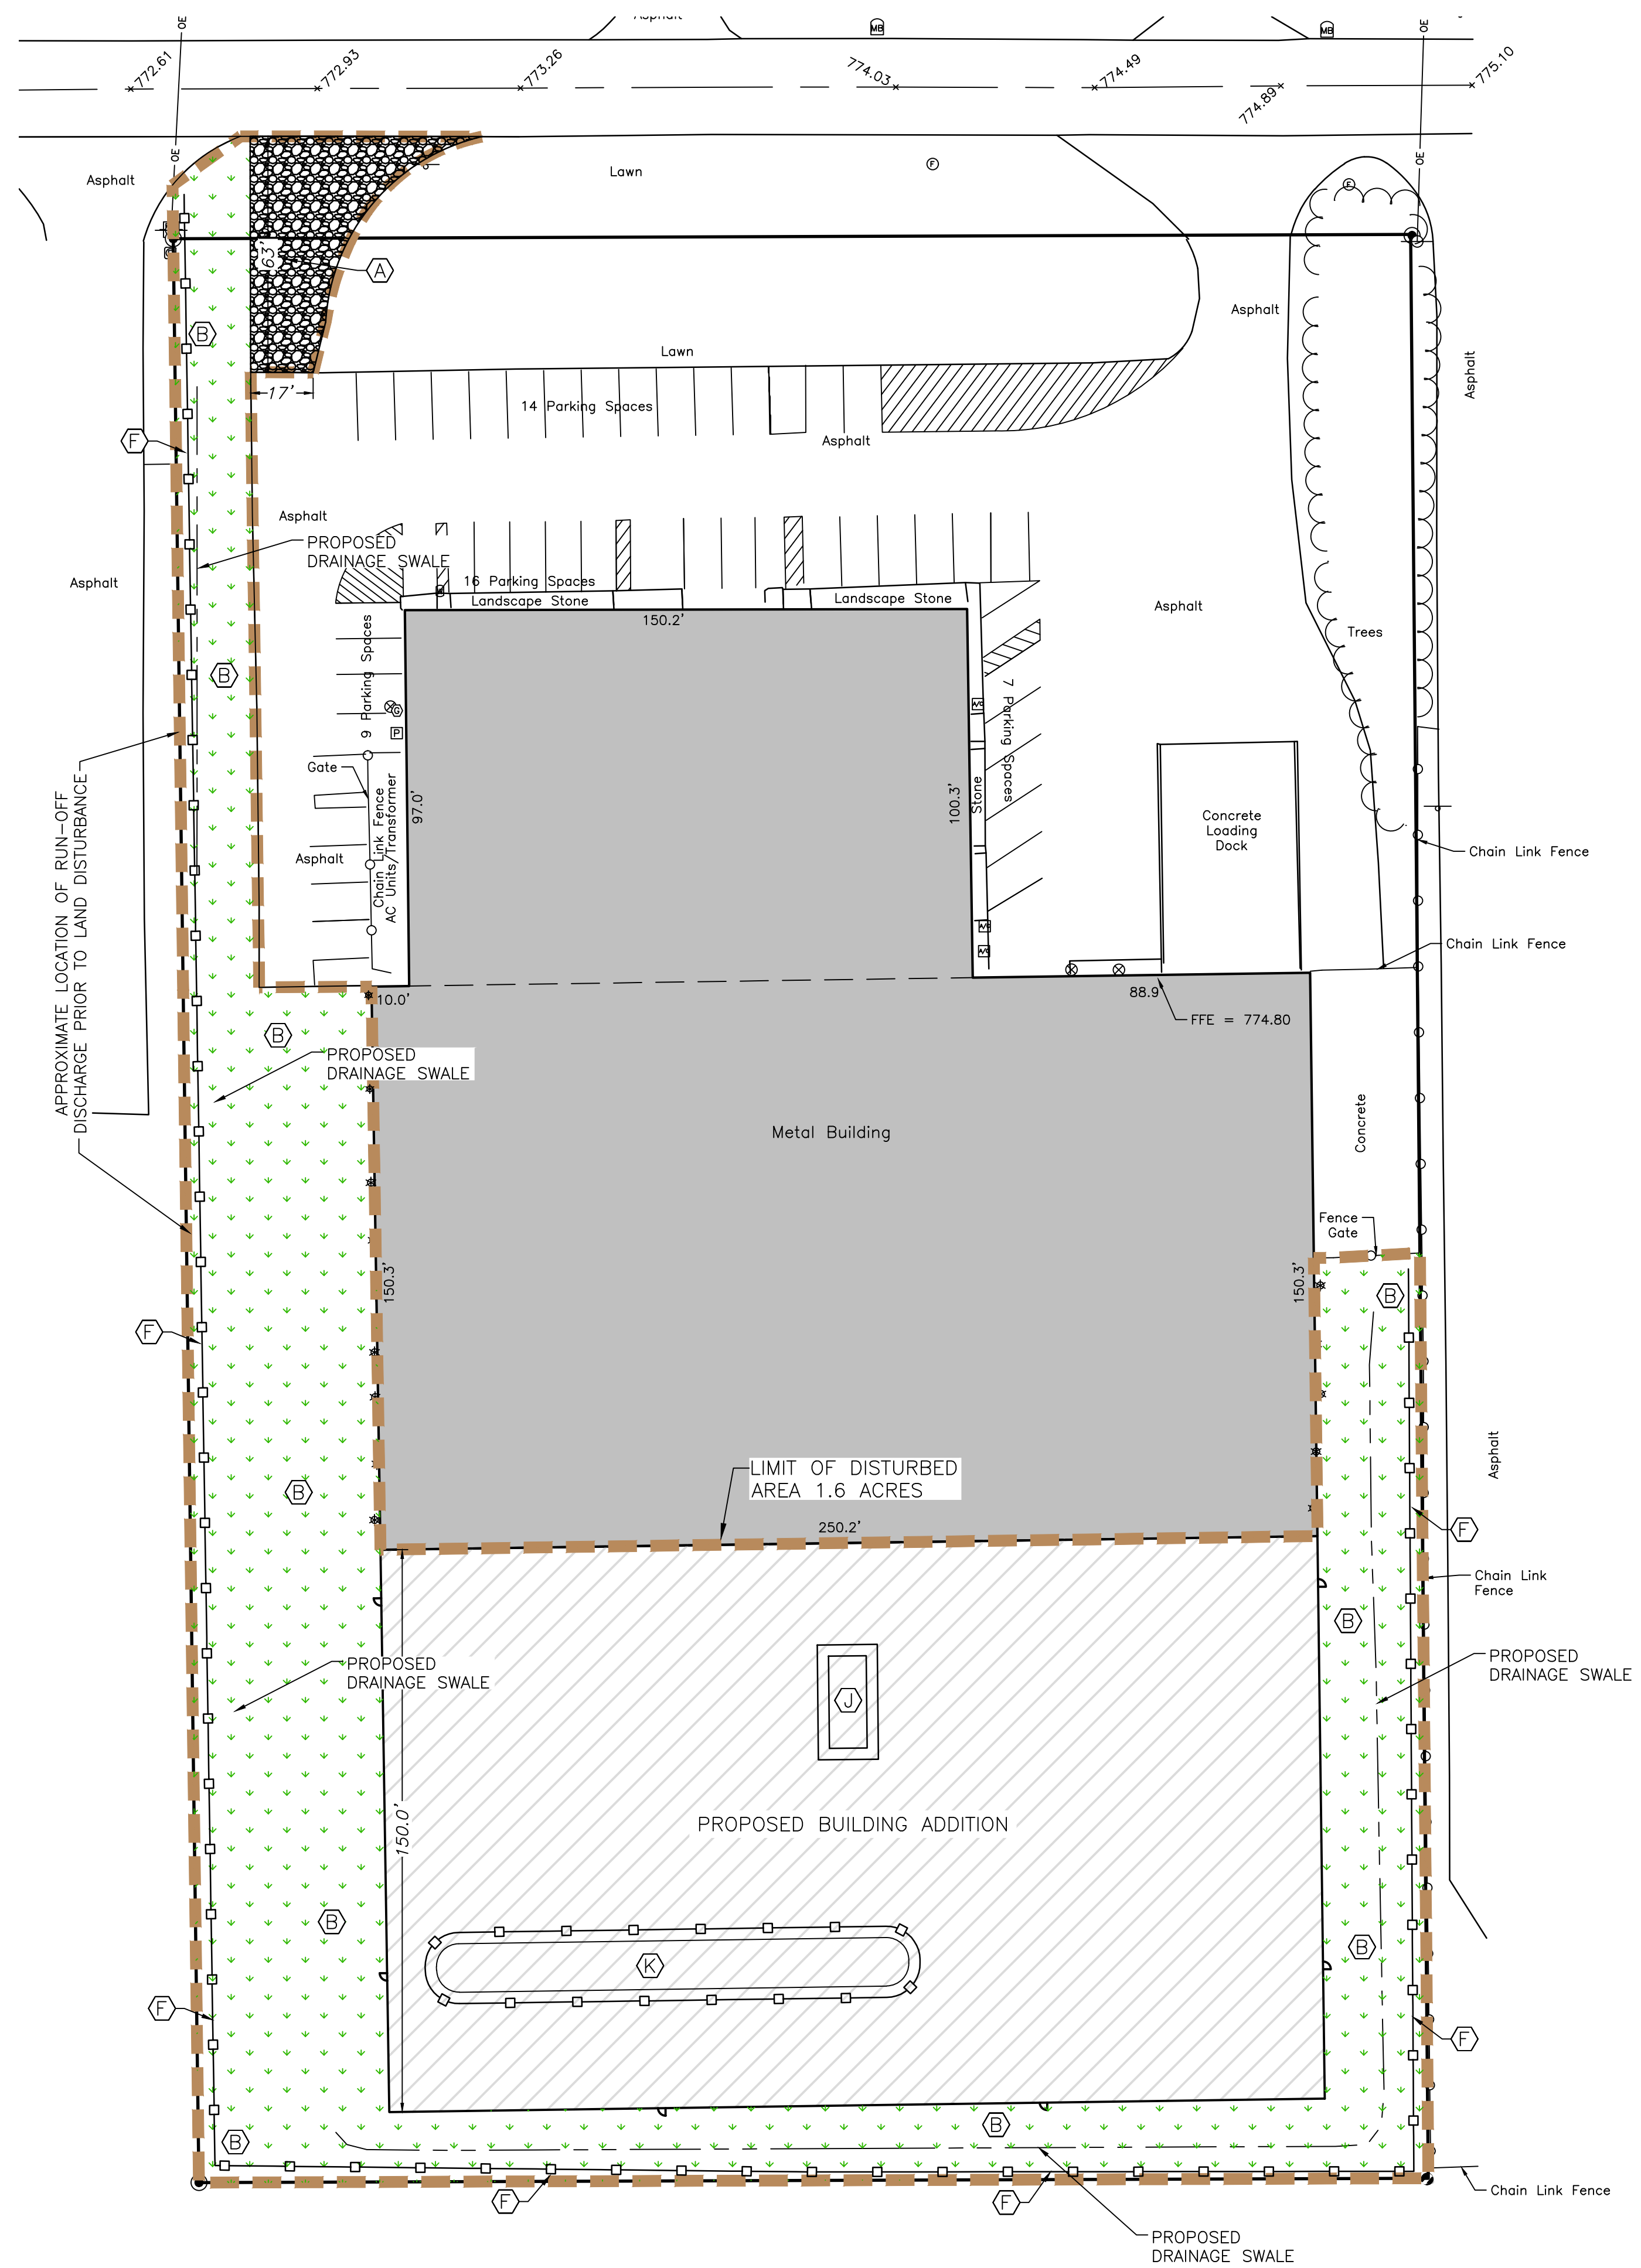 Asphalt
OE
OE
MB
MB
772.61
772.93
773.26
774.03
774.49
774.89
775.10
OE
OE
Asphalt
Lawn
F
F
63'
A
B
Asphalt
Asphalt
Lawn
17'
14 Parking Spaces
Asphalt
F
Asphalt
PROPOSED
DRAINAGE SWALE
Asphalt
16 Parking Spaces
Landscape Stone
Landscape Stone
150.2'
Asphalt
Trees
B
9 Parking Spaces
G
P
7 Parking Spaces
Gate
Chain Link Fence
AC Units/Transformer
97.0'
100.3'
Stone
Concrete
Loading
Dock
Asphalt
Chain Link Fence
APPROXIMATE LOCATION OF RUN-OFF
DISCHARGE PRIOR TO LAND DISTURBANCE
Chain Link Fence
10.0'
88.9'
FFE = 774.80
B
PROPOSED
DRAINAGE SWALE
Metal Building
Concrete
Fence
Gate
150.3'
150.3'
B
F
LIMIT OF DISTURBED
AREA 1.6 ACRES
Asphalt
B
250.2'
F
Chain Link
Fence
B
PROPOSED
DRAINAGE SWALE
PROPOSED
DRAINAGE SWALE
J
150.0'
PROPOSED BUILDING ADDITION
B
B
K
F
F
B
B
F
F
Chain Link Fence
PROPOSED
DRAINAGE SWALE